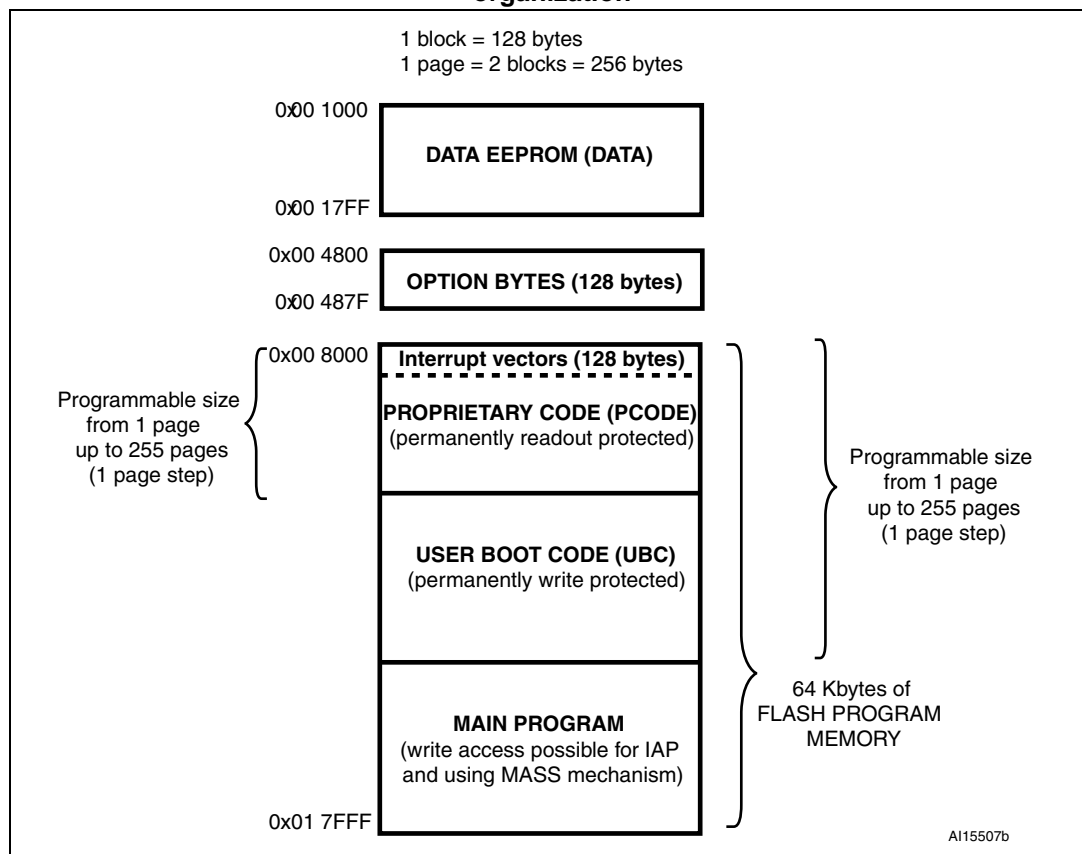 organization
1 block = 128 bytes
1 page = 2 blocks = 256 bytes
0x00 1000
DATA EEPROM (DATA)
0x00 17FF
0x00 4800
OPTION BYTES (128 bytes)
0x00 487F
0x00 8000
Interrupt vectors (128 bytes)
Programmable size
from 1 page
up to 255 pages
(1 page step)
PROPRIETARY CODE (PCODE)
(permanently readout protected)
Programmable size
from 1 page
up to 255 pages
(1 page step)
USER BOOT CODE (UBC)
(permanently write protected)
64 Kbytes of
FLASH PROGRAM
MEMORY
MAIN PROGRAM
(write access possible for IAP
and using MASS mechanism)
0x01 7FFF
AI15507b